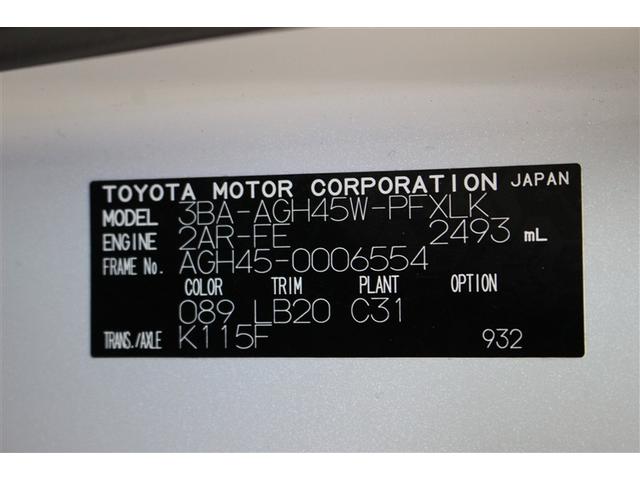 TOYOTA MOTOR CORPORATION JAPAN
MODEL 3BA-AGH45W-PFXLK
ENGINE 2AR-FE 2493 mL
FRAME No. AGH45-0006554
COLOR TRIM PLANT OPTION
089 LB20 C31
TRANS./AXLE K115F 932